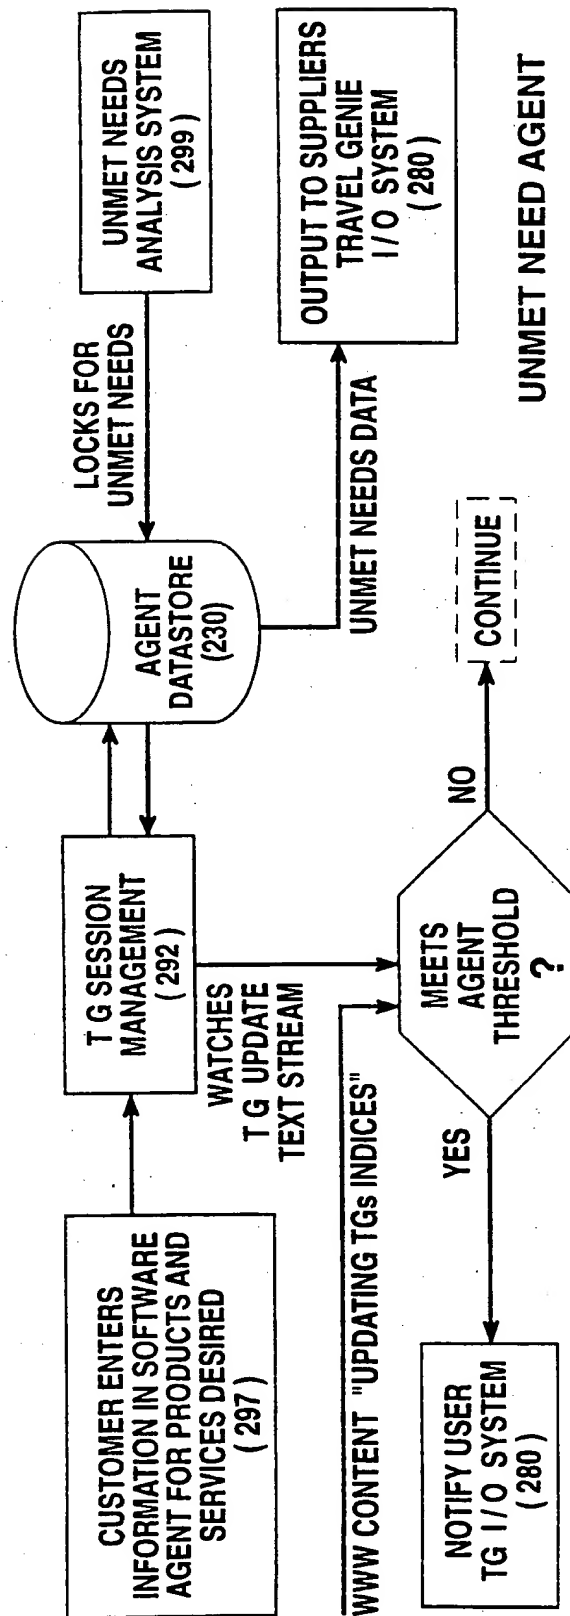 CUSTOMER ENTERS
INFORMATION IN SOFTWARE
AGENT FOR PRODUCTS AND
SERVICES DESIRED
(297)
T G SESSION
MANAGEMENT
(292)
AGENT
DATASTORE
(230)
LOCKS FOR
UNMET NEEDS
UNMET NEEDS
ANALYSIS SYSTEM
(299)
WATCHES
T G UPDATE
TEXT STREAM
UNMET NEEDS DATA
OUTPUT TO SUPPLIERS
TRAVEL GENIE
I/O SYSTEM
(280)
WWW CONTENT "UPDATING TGs INDICES"
MEETS
AGENT
THRESHOLD
?
YES
NO
NOTIFY USER
TG I/O SYSTEM
(280)
CONTINUE
UNMET NEED AGENT